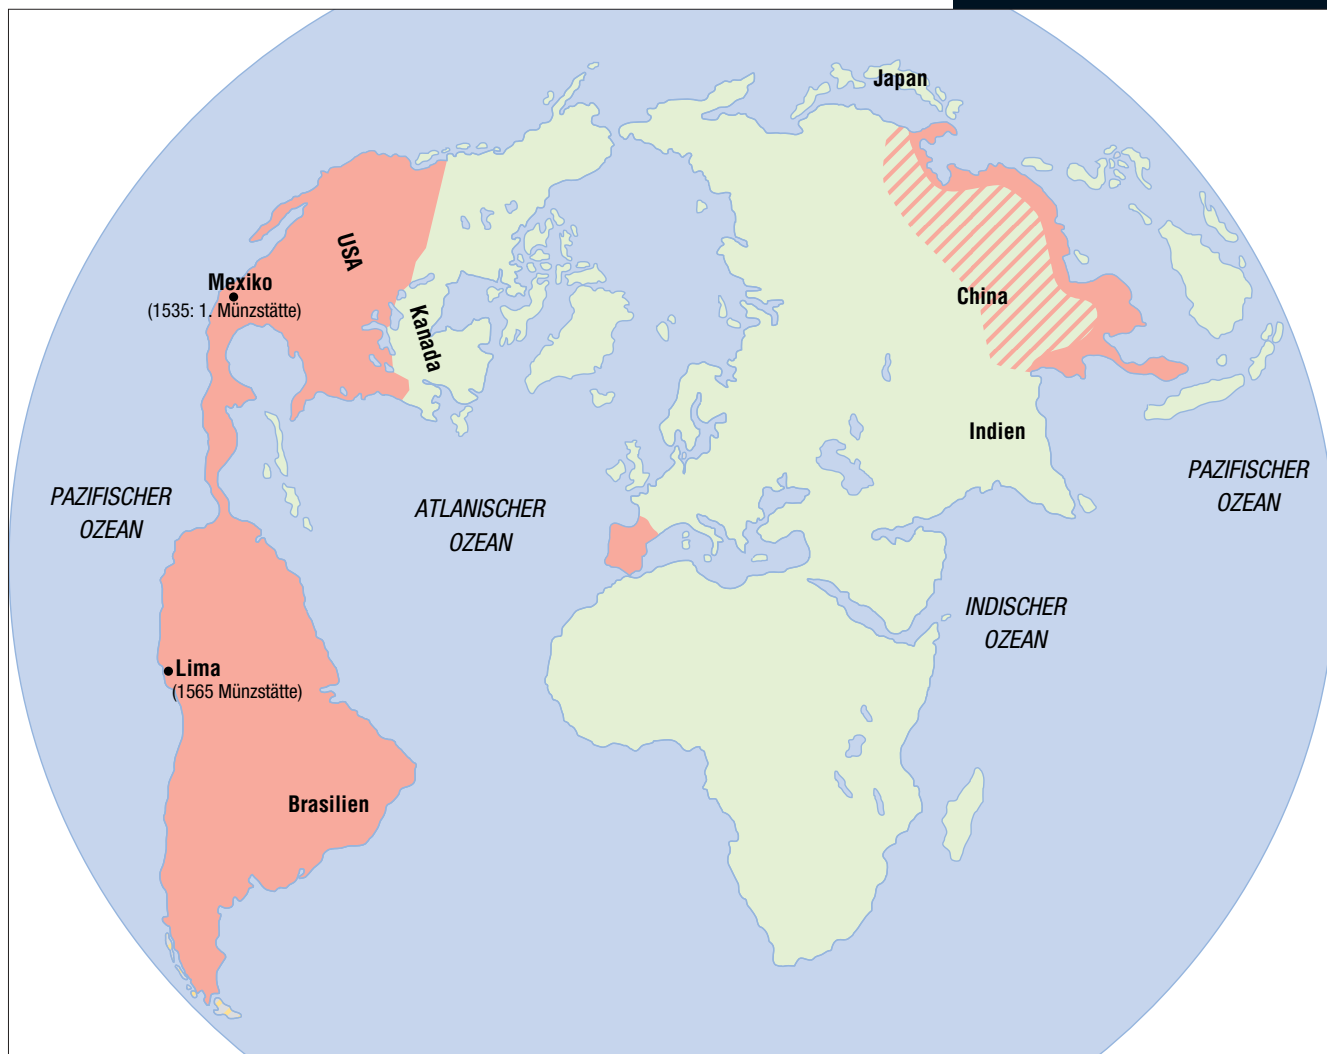 Japan
USA
Mexiko
(1535: 1. Münzstätte)
China
Kanada
Indien
PAZIFISCHER
OZEAN
ATLANISCHER
OZEAN
PAZIFISCHER
OZEAN
INDISCHER
OZEAN
Lima
(1565 Münzstätte)
Brasilien